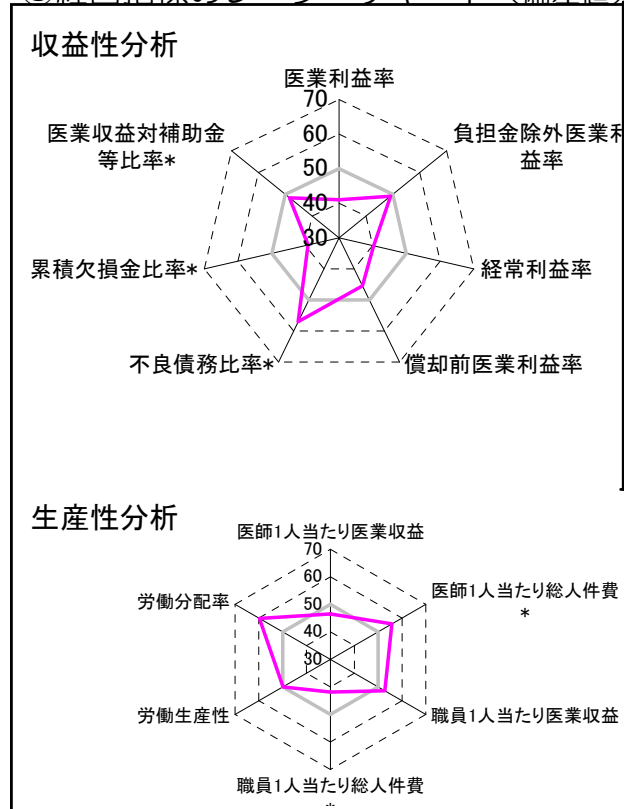 収益性分析
医業利益率
70
60
50
40
30
負担金除外医業利
益率
経常利益率
償却前医業利益率
不良債務比率*
累積欠損金比率*
医業収益対補助金
等比率*
生産性分析
医師1人当たり医業収益
70
60
50
40
30
医師1人当たり総人件費
*
職員1人当たり医業収益
職員1人当たり総人件費
*
労働生産性
労働分配率